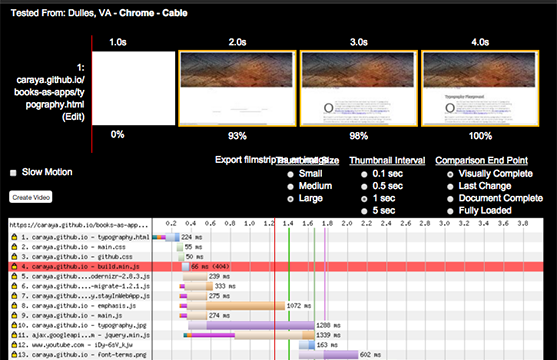 Tested From: Dulles, VA - Chrome - Cable
1.0s 2.0s 3.0s 4.0s
1:
caraya.github.io/
books-as-apps/ty
pography.html
(Edit)
Typography Playground
0% 93% 98% 100%
Export filmstrip as an image
Thumbnail Size Thumbnail Interval Comparison End Point
Slow Motion
Small 0.1 sec Visually Complete
Medium 0.5 sec Last Change
Large 1 sec Document Complete
5 sec Fully Loaded
Create Video
https://caraya.github.io/books-as-app... 0.2 0.4 0.6 0.8 1.0 1.2 1.4 1.6 1.8 2.0 2.2 2.4 2.6 2.8 3.0 3.2 3.4 3.6 3.8
1. caraya.github.io - typography.html 224 ms
2. caraya.github.io - main.css 55 ms
3. caraya.github.io - github.css 50 ms
4. caraya.github.io - build.min.js 66 ms (404)
5. caraya.github.io ...odernizr-2.8.3.js 239 ms
6. caraya.github.io ...-migrate-1.2.1.js 333 ms
7. caraya.github.io ...y.stayInWebApp.js 275 ms
8. caraya.github.io - emphasis.js 1072 ms
9. caraya.github.io - main.js 274 ms
10. caraya.github.io - typography.jpg 1288 ms
11. ajax.googleapi...m - jquery.min.js 1339 ms
12. www.youtube.com - 163 ms
13. caraya.github.io - font-terms.png 602 ms